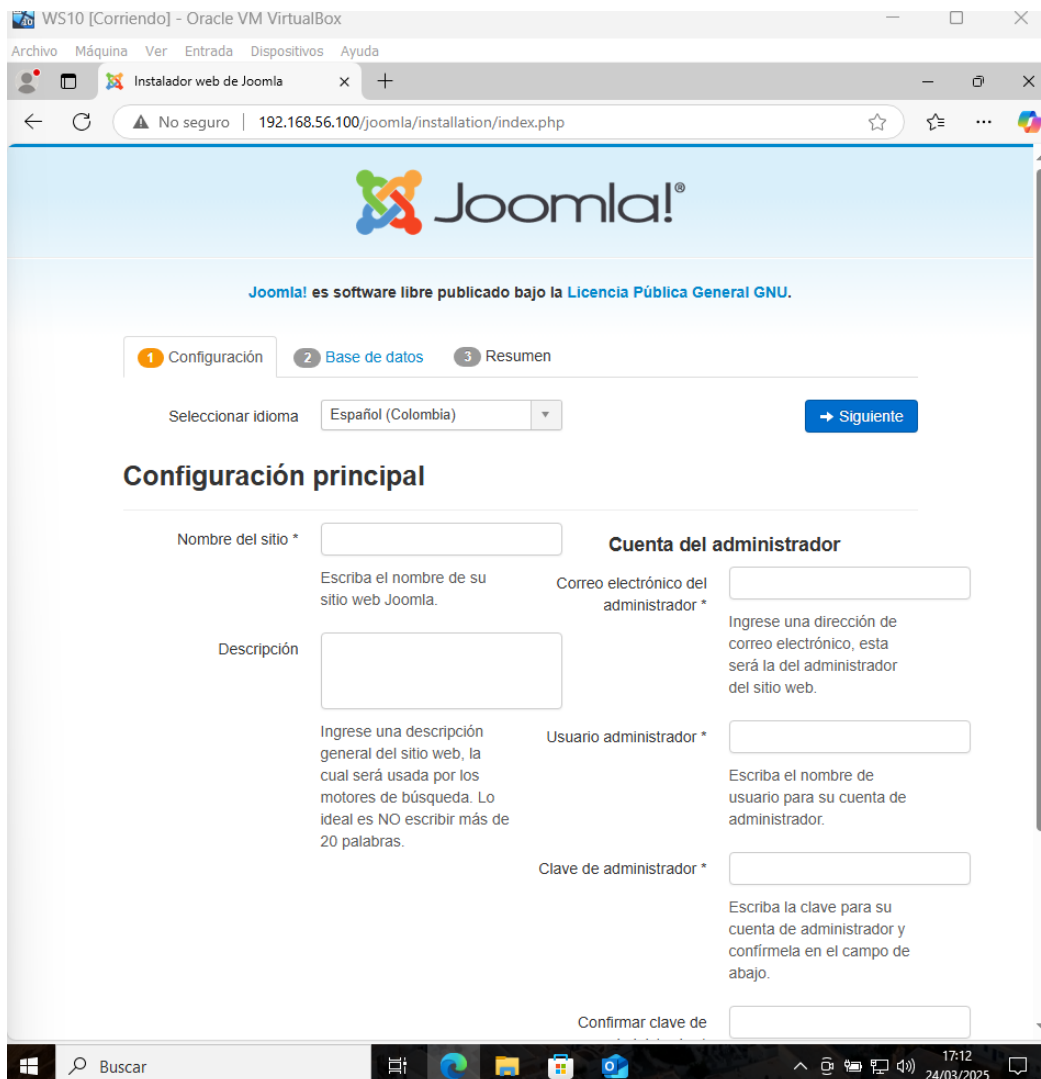 WS10 [Corriendo] - Oracle VM VirtualBox
Archivo Máquina Ver Entrada Dispositivos Ayuda
Instalador web de Joomla
No seguro 192.168.56.100/joomla/installation/index.php
Joomla!®
Joomla! es software libre publicado bajo la Licencia Pública General GNU.
1 Configuración 2 Base de datos 3 Resumen
Seleccionar idioma Español (Colombia) Siguiente
Configuración principal
Nombre del sitio *
Escriba el nombre de su
sitio web Joomla.
Descripción
Ingrese una descripción
general del sitio web, la
cual será usada por los
motores de búsqueda. Lo
ideal es NO escribir más de
20 palabras.
Cuenta del administrador
Correo electrónico del
administrador *
Ingrese una dirección de
correo electrónico, esta
será la del administrador
del sitio web.
Usuario administrador *
Escriba el nombre de
usuario para su cuenta de
administrador.
Clave de administrador *
Escriba la clave para su
cuenta de administrador y
confírmela en el campo de
abajo.
Confirmar clave de
Buscar
17:12
24/03/2025